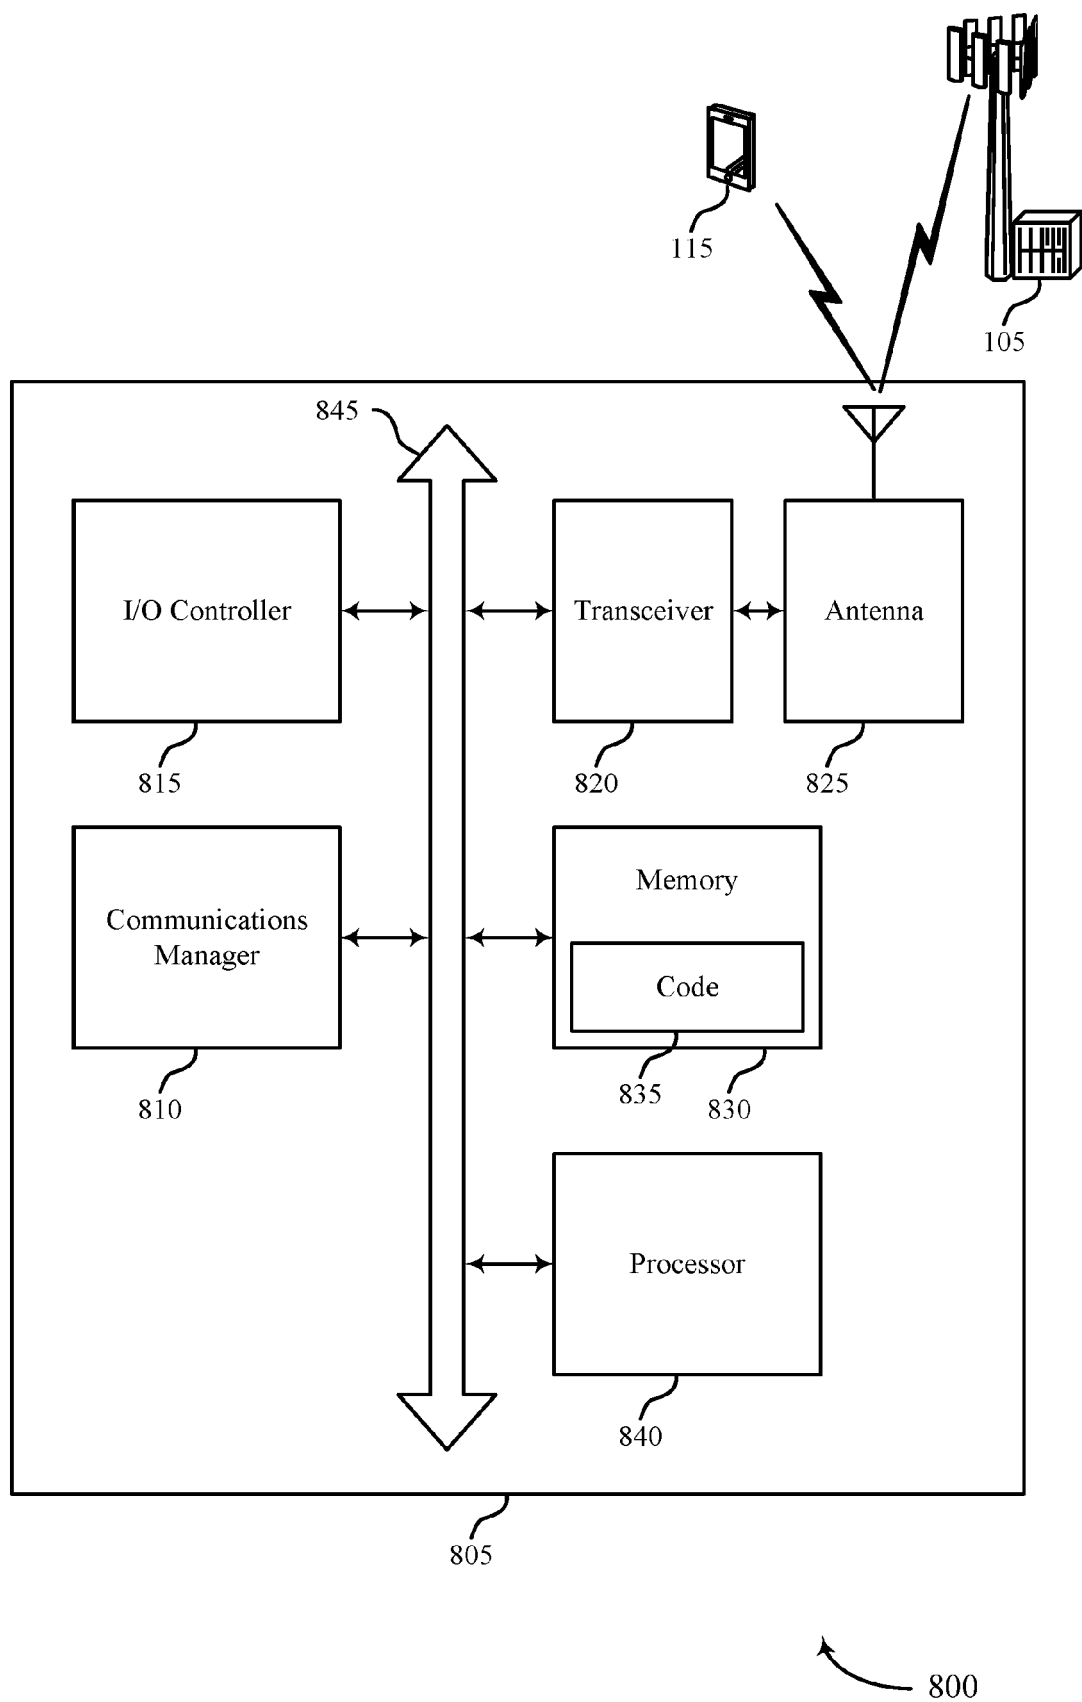 115
105
845
I/O Controller
Transceiver
Antenna
815
820
825
Communications
Manager
Memory
Code
810
835
830
Processor
840
805
800